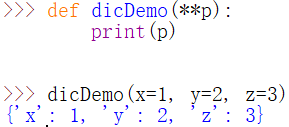 >>> def dicDemo(**p):
        print(p)
>>> dicDemo(x=1, y=2, z=3)
{'x': 1, 'y': 2, 'z': 3}